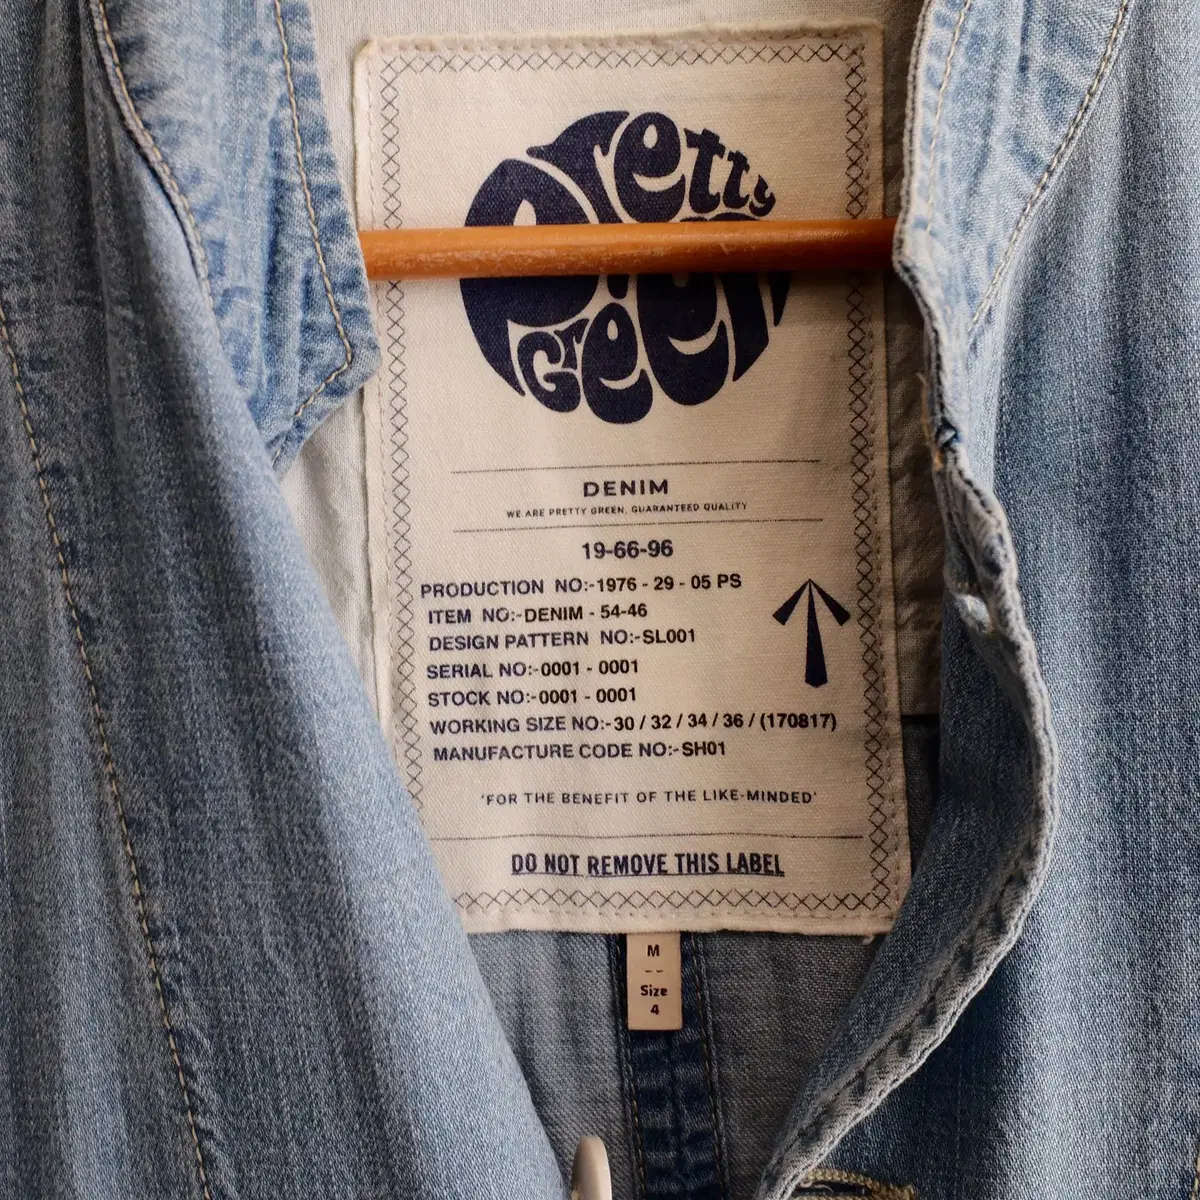 Pretty
Green
DENIM
WE ARE PRETTY GREEN, GUARANTEED QUALITY
19-66-96
PRODUCTION NO:-1976 - 29 - 05 PS
ITEM NO:-DENIM - 54-46
DESIGN PATTERN NO:-SL001
SERIAL NO:-0001 - 0001
STOCK NO:-0001 - 0001
WORKING SIZE NO:-30 / 32 / 34 / 36 / (170817)
MANUFACTURE CODE NO:-SH01
'FOR THE BENEFIT OF THE LIKE-MINDED'
DO NOT REMOVE THIS LABEL
M
--
Size
4